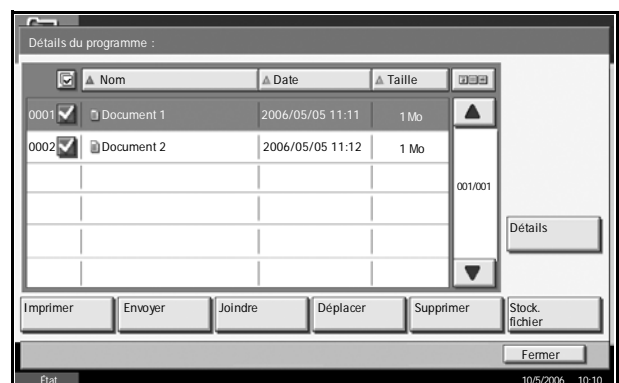 Détails du programme :
Nom Date Taille
0001 Document 1 2006/05/05 11:11 1 Mo
0002 Document 2 2006/05/05 11:12 1 Mo
001/001
Détails
Imprimer Envoyer Joindre Déplacer Supprimer Stock. fichier
Fermer
État 10/5/2006 10:10